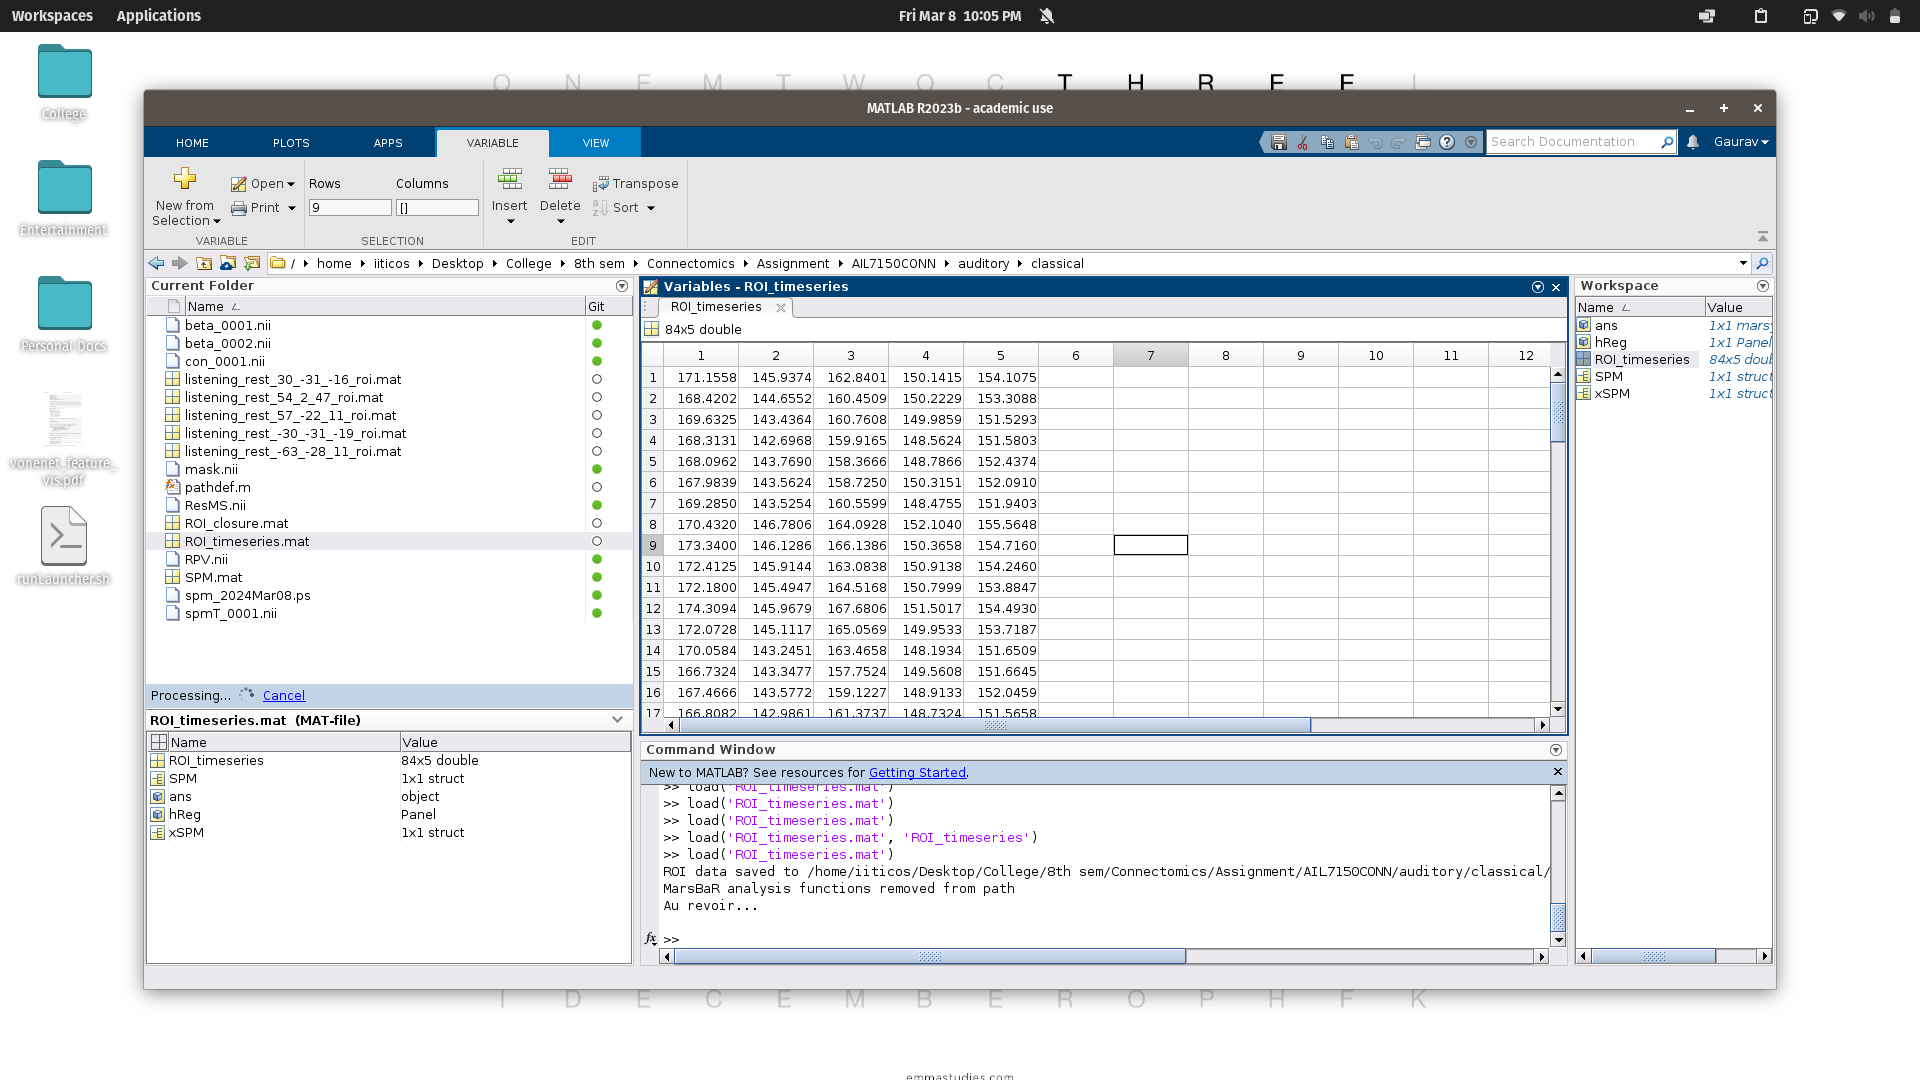 Workspaces Applications Fri Mar 8 10:05 PM
College
Entertainment
Personal Docs
vonenet_feature_
vis.pdf
runLauncher.sh
O N E M T W O C T H R E E
MATLAB R2023b - academic use
HOME PLOTS APPS VARIABLE VIEW Search Documentation Gaurav
New from
Selection
Open
Print
Rows Columns
9 []
Insert Delete
Transpose
Sort
VARIABLE SELECTION EDIT
/ home iiticos Desktop College 8th sem Connectomics Assignment AIL7150CONN auditory classical
Current Folder
Name Git
beta_0001.nii
beta_0002.nii
con_0001.nii
listening_rest_30_-31_-16_roi.mat
listening_rest_54_2_47_roi.mat
listening_rest_57_-22_11_roi.mat
listening_rest_-30_-31_-19_roi.mat
listening_rest_-63_-28_11_roi.mat
mask.nii
pathdef.m
ResMS.nii
ROI_closure.mat
ROI_timeseries.mat
RPV.nii
SPM.mat
spm_2024Mar08.ps
spmT_0001.nii
Processing... Cancel
ROI_timeseries.mat (MAT-file)
Name Value
ROI_timeseries 84x5 double
SPM 1x1 struct
ans object
hReg Panel
xSPM 1x1 struct
Variables - ROI_timeseries
ROI_timeseries
84x5 double
1 2 3 4 5 6 7 8 9 10 11 12
1 171.1558 145.9374 162.8401 150.1415 154.1075
2 168.4202 144.6552 160.4509 150.2229 153.3088
3 169.6325 143.4364 160.7608 149.9859 151.5293
4 168.3131 142.6968 159.9165 148.5624 151.5803
5 168.0962 143.7690 158.3666 148.7866 152.4374
6 167.9839 143.5624 158.7250 150.3151 152.0910
7 169.2850 143.5254 160.5599 148.4755 151.9403
8 170.4320 146.7806 164.0928 152.1040 155.5648
9 173.3400 146.1286 166.1386 150.3658 154.7160
10 172.4125 145.9144 163.0838 150.9138 154.2460
11 172.1800 145.4947 164.5168 150.7999 153.8847
12 174.3094 145.9679 167.6806 151.5017 154.4930
13 172.0728 145.1117 165.0569 149.9533 153.7187
14 170.0584 143.2451 163.4658 148.1934 151.6509
15 166.7324 143.3477 157.7524 149.5608 151.6645
16 167.4666 143.5772 159.1227 148.9133 152.0459
17 166.8082 142.9861 161.3737 148.7324 151.5658
Command Window
New to MATLAB? See resources for Getting Started.
>> load('ROI_timeseries.mat')
>> load('ROI_timeseries.mat')
>> load('ROI_timeseries.mat')
>> load('ROI_timeseries.mat', 'ROI_timeseries')
>> load('ROI_timeseries.mat')
ROI data saved to /home/iiticos/Desktop/College/8th sem/Connectomics/Assignment/AIL7150CONN/auditory/classical/
MarsBaR analysis functions removed from path
Au revoir...
fx >>
Workspace
Name Value
ans 1x1 marsy
hReg 1x1 Panel
ROI_timeseries 84x5 doub
SPM 1x1 struct
xSPM 1x1 struct
I D E C E M B E R O P H F K
emmastudies.com